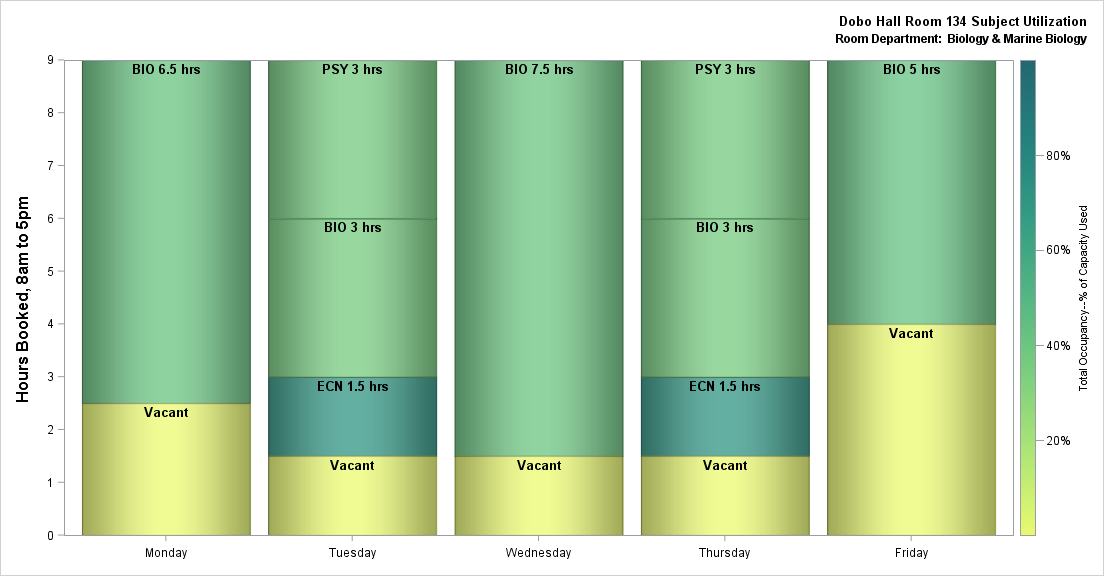 Dobo Hall Room 134 Subject Utilization
Room Department: Biology & Marine Biology
Hours Booked, 8am to 5pm
9
8
7
6
5
4
3
2
1
0
BIO 6.5 hrs
Vacant
PSY 3 hrs
BIO 3 hrs
ECN 1.5 hrs
Vacant
BIO 7.5 hrs
Vacant
PSY 3 hrs
BIO 3 hrs
ECN 1.5 hrs
Vacant
BIO 5 hrs
Vacant
Monday
Tuesday
Wednesday
Thursday
Friday
80%
60%
40%
20%
Total Occupancy--% of Capacity Used